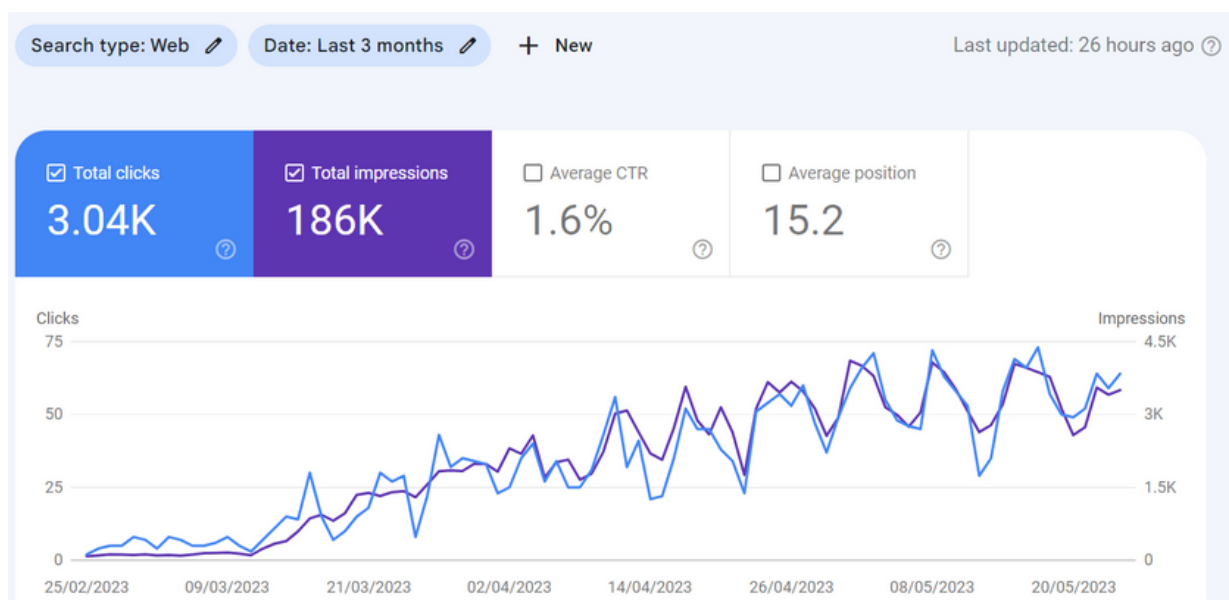 Search type: Web Date: Last 3 months + New Last updated: 26 hours ago
Total clicks Total impressions Average CTR Average position
3.04K 186K 1.6% 15.2
Clicks Impressions
75 4.5K
50 3K
25 1.5K
0 0
25/02/2023 09/03/2023 21/03/2023 02/04/2023 14/04/2023 26/04/2023 08/05/2023 20/05/2023